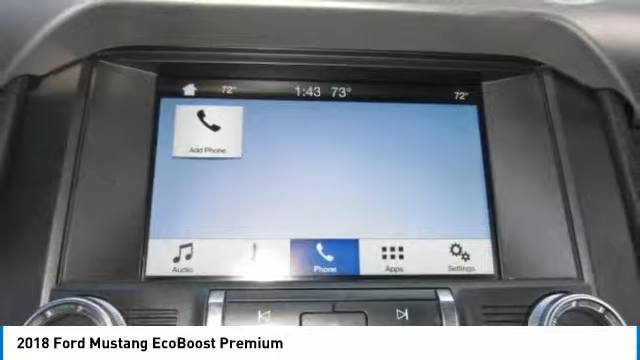 72°
1:43 73°
72°
Add Phone
Audio
Phone
Apps
Settings
2018 Ford Mustang EcoBoost Premium